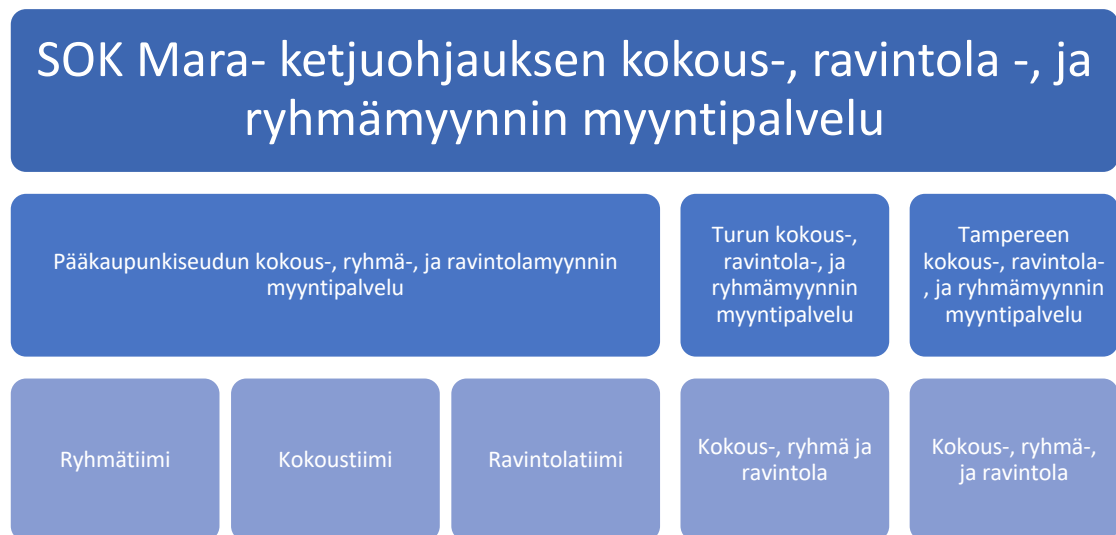 SOK Mara- ketjuohjauksen kokous-, ravintola -, ja
ryhmämyynnin myyntipalvelu
Pääkaupunkiseudun kokous-, ryhmä-, ja ravintolamyynnin
myyntipalvelu
Turun kokous-,
ravintola-, ja
ryhmämyynnin
myyntipalvelu
Tampereen
kokous-, ravintola-
, ja ryhmämyynnin
myyntipalvelu
Ryhmätiimi
Kokoustiimi
Ravintolatiimi
Kokous-, ryhmä ja
ravintola
Kokous-, ryhmä-,
ja ravintola